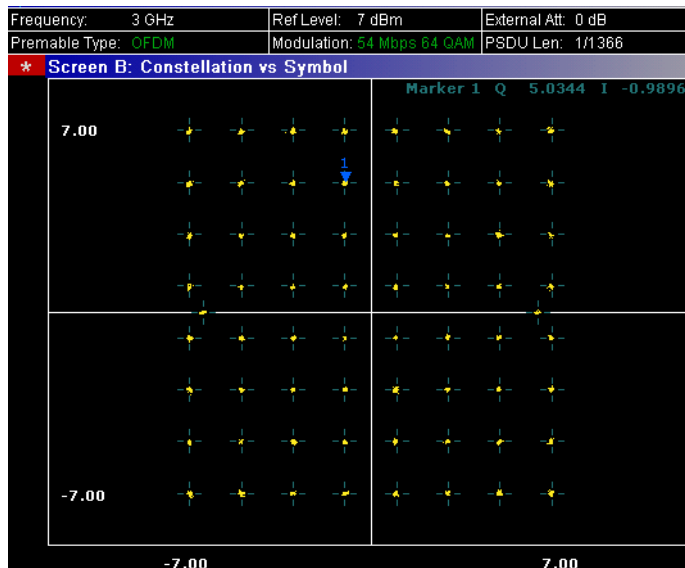 Frequency: 3 GHz Ref Level: 7 dBm External Att: 0 dB
Premable Type: OFDM Modulation: 54 Mbps 64 QAM PSDU Len: 1/1366
* Screen B: Constellation vs Symbol
Marker 1 Q 5.0344 I -0.9896
7.00
1
-7.00
-7.00 7.00